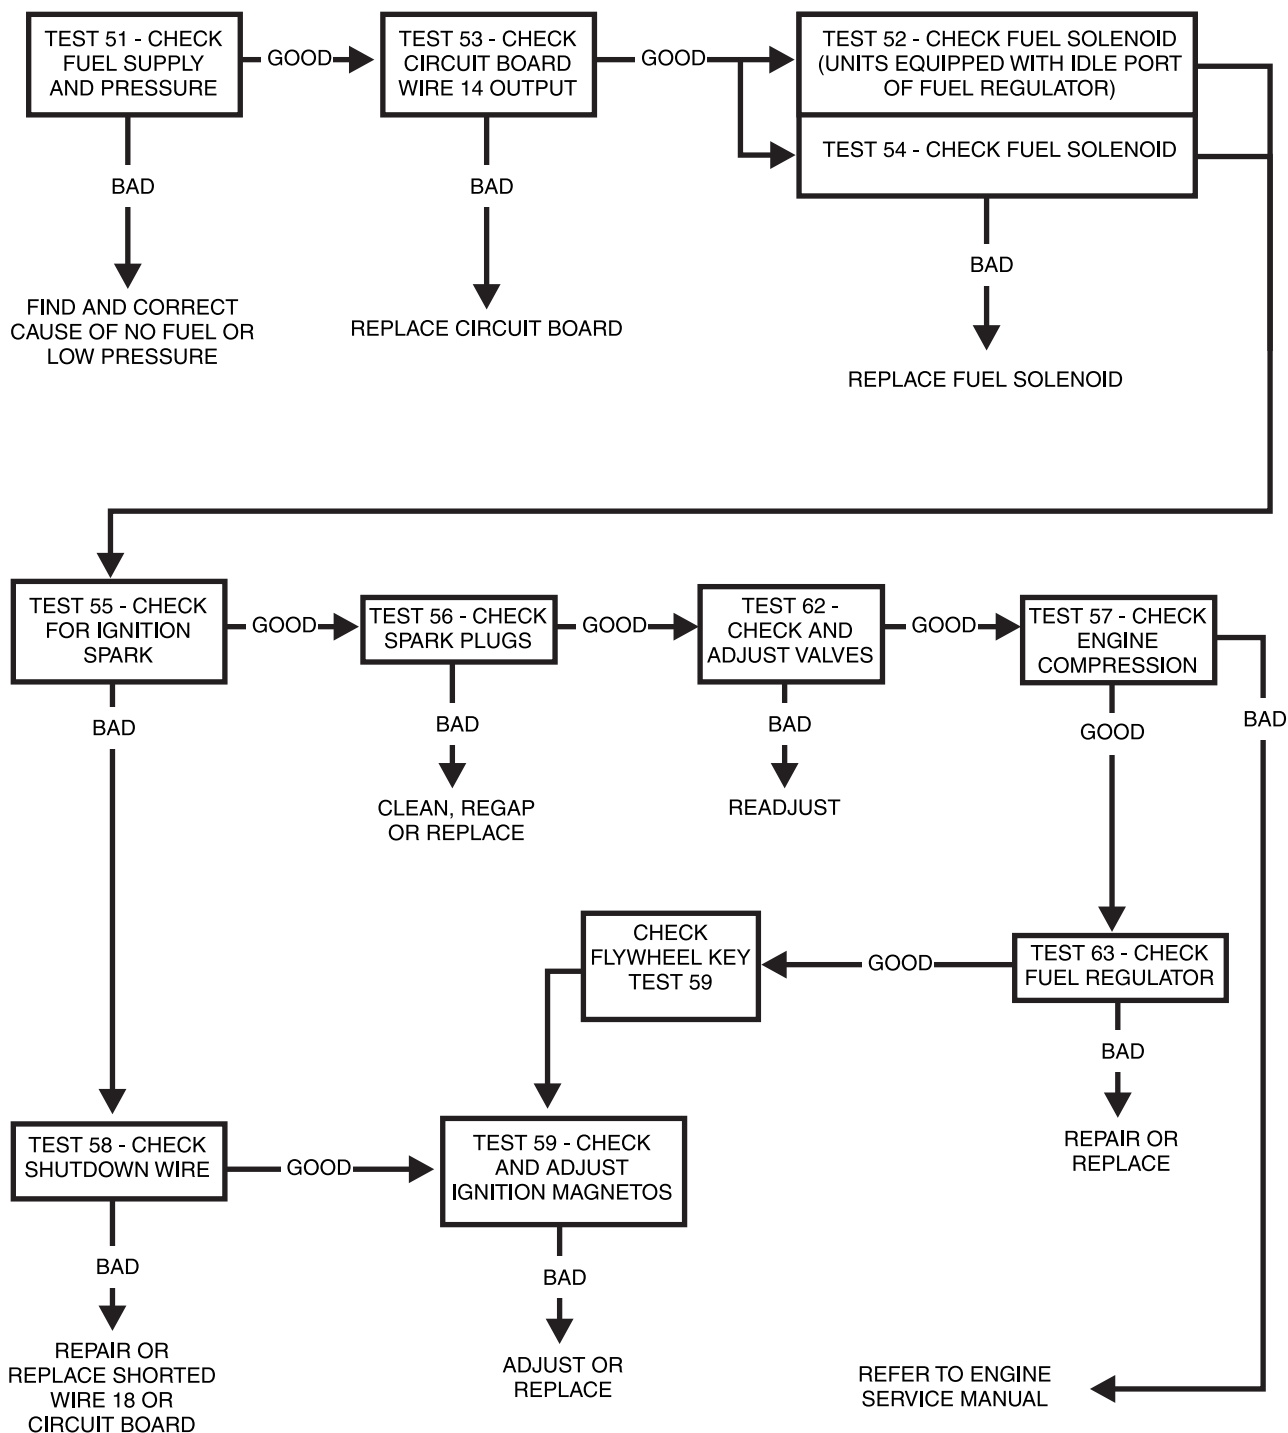 TEST 51 - CHECK
FUEL SUPPLY
AND PRESSURE
GOOD
TEST 53 - CHECK
CIRCUIT BOARD
WIRE 14 OUTPUT
GOOD
TEST 52 - CHECK FUEL SOLENOID
(UNITS EQUIPPED WITH IDLE PORT
OF FUEL REGULATOR)
TEST 54 - CHECK FUEL SOLENOID
BAD
BAD
BAD
FIND AND CORRECT
CAUSE OF NO FUEL OR
LOW PRESSURE
REPLACE CIRCUIT BOARD
REPLACE FUEL SOLENOID
TEST 55 - CHECK
FOR IGNITION
SPARK
GOOD
TEST 56 - CHECK
SPARK PLUGS
GOOD
TEST 62 -
CHECK AND
ADJUST VALVES
GOOD
TEST 57 - CHECK
ENGINE
COMPRESSION
BAD
BAD
BAD
GOOD
BAD
CLEAN, REGAP
OR REPLACE
READJUST
CHECK
FLYWHEEL KEY
TEST 59
GOOD
TEST 63 - CHECK
FUEL REGULATOR
BAD
REPAIR OR
REPLACE
TEST 58 - CHECK
SHUTDOWN WIRE
GOOD
TEST 59 - CHECK
AND ADJUST
IGNITION MAGNETOS
BAD
BAD
REPAIR OR
REPLACE SHORTED
WIRE 18 OR
CIRCUIT BOARD
ADJUST OR
REPLACE
REFER TO ENGINE
SERVICE MANUAL